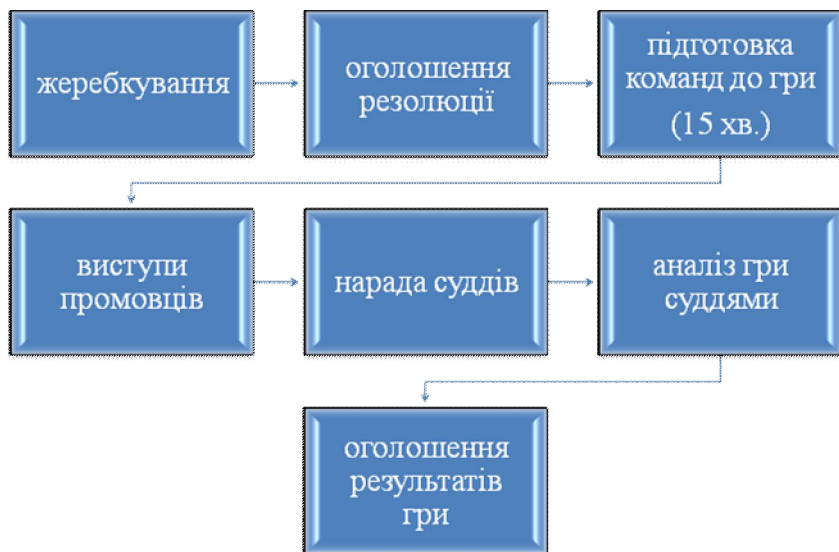 жеребкування
оголошення
резолюції
підготовка
команд до гри
(15 хв.)
виступи
промовців
нарада суддів
аналіз гри
суддями
оголошення
результатів
гри